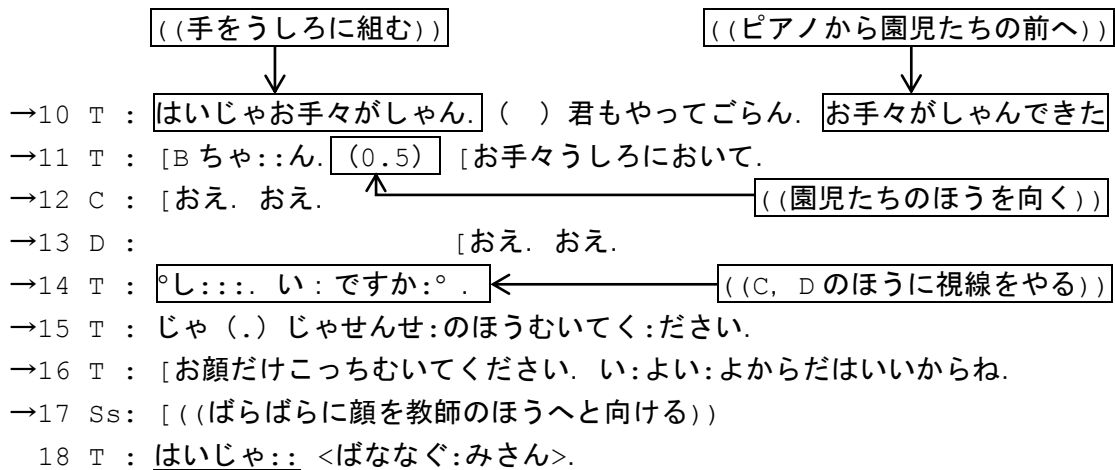 ((手をうしろに組む)) ((ピアノから園児たちの前へ))
→10 T : はいじゃお手々がしゃん. ( ) 君もやってごらん. お手々がしゃんできた
→11 T : [B ちゃ::ん. (0.5) [お手々うしろにおいて.
→12 C : [おえ. おえ. ((園児たちのほうを向く))
→13 D : [おえ. おえ.
→14 T : °し:::. い:ですか:°. ((C, D のほうに視線をやる))
→15 T : じゃ (.) じゃせんせ:のほうむいてく:ださい.
→16 T : [お顔だけこっちむいてください. い:よい:よからだはいいからね.
→17 Ss: [((ばらばらに顔を教師のほうへと向ける))
18 T : はいじゃ:: <ばななぐ:みさん>.